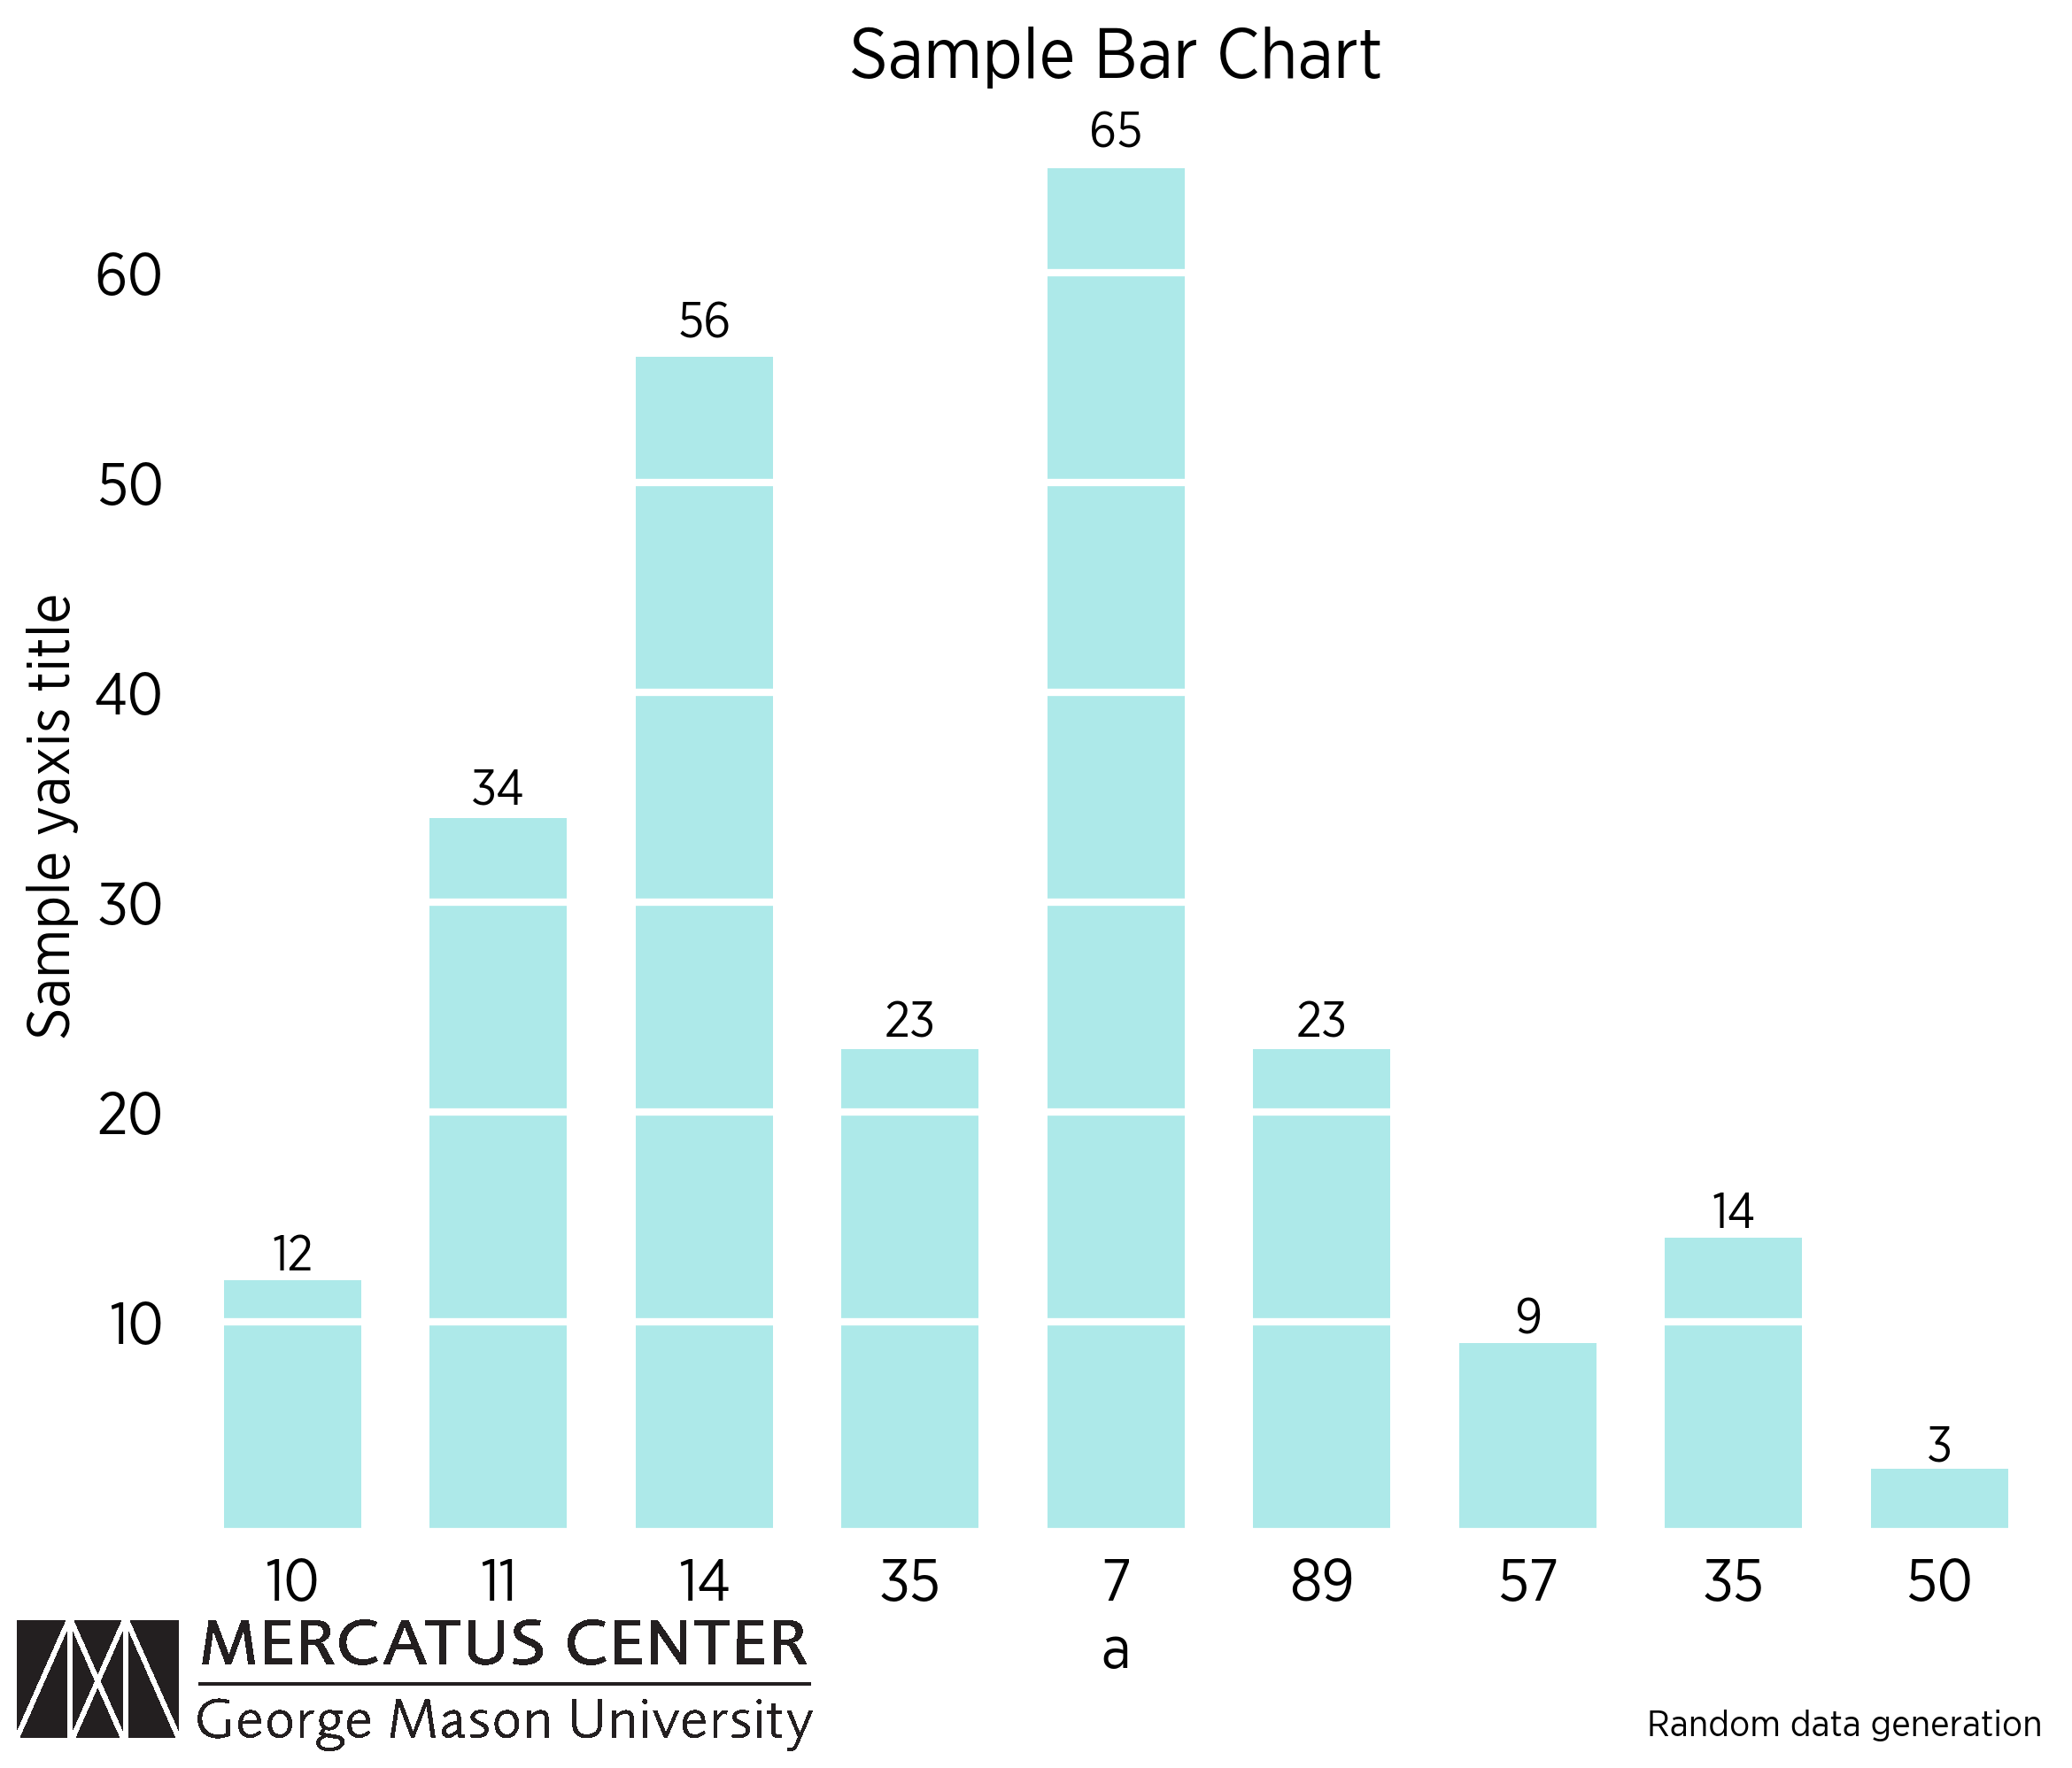 Sample Bar Chart
65
60
56
50
Sample yaxis title
40
34
30
23
23
20
14
12
10
9
3
10 11 14 35 7 89 57 35 50
a
MERCATUS CENTER
George Mason University
Random data generation